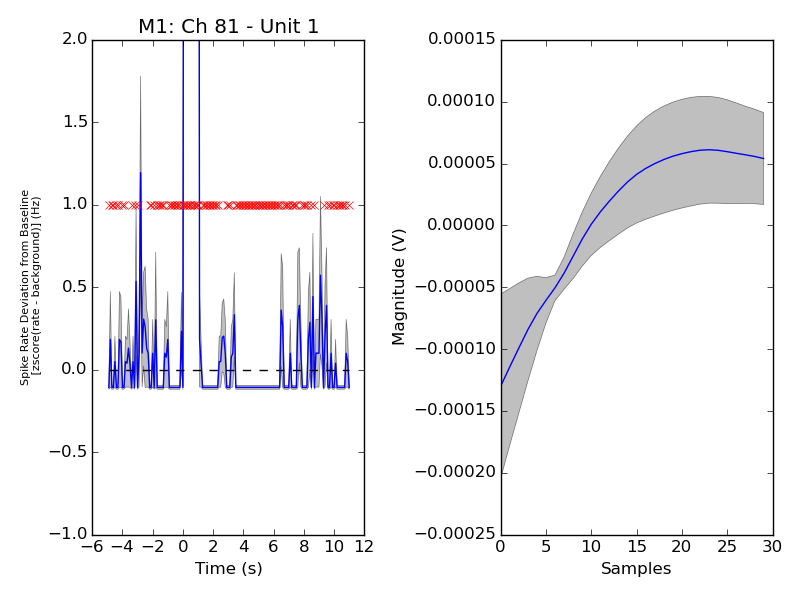 M1: Ch 81 - Unit 1
2.0
1.5
1.0
0.5
0.0
−0.5
−1.0
−6 −4 −2 0 2 4 6 8 10 12
Time (s)
Spike Rate Deviation from Baseline
[zscore(rate - background)] (Hz)
0.00015
0.00010
0.00005
0.00000
−0.00005
−0.00010
−0.00015
−0.00020
−0.00025
0 5 10 15 20 25 30
Samples
Magnitude (V)